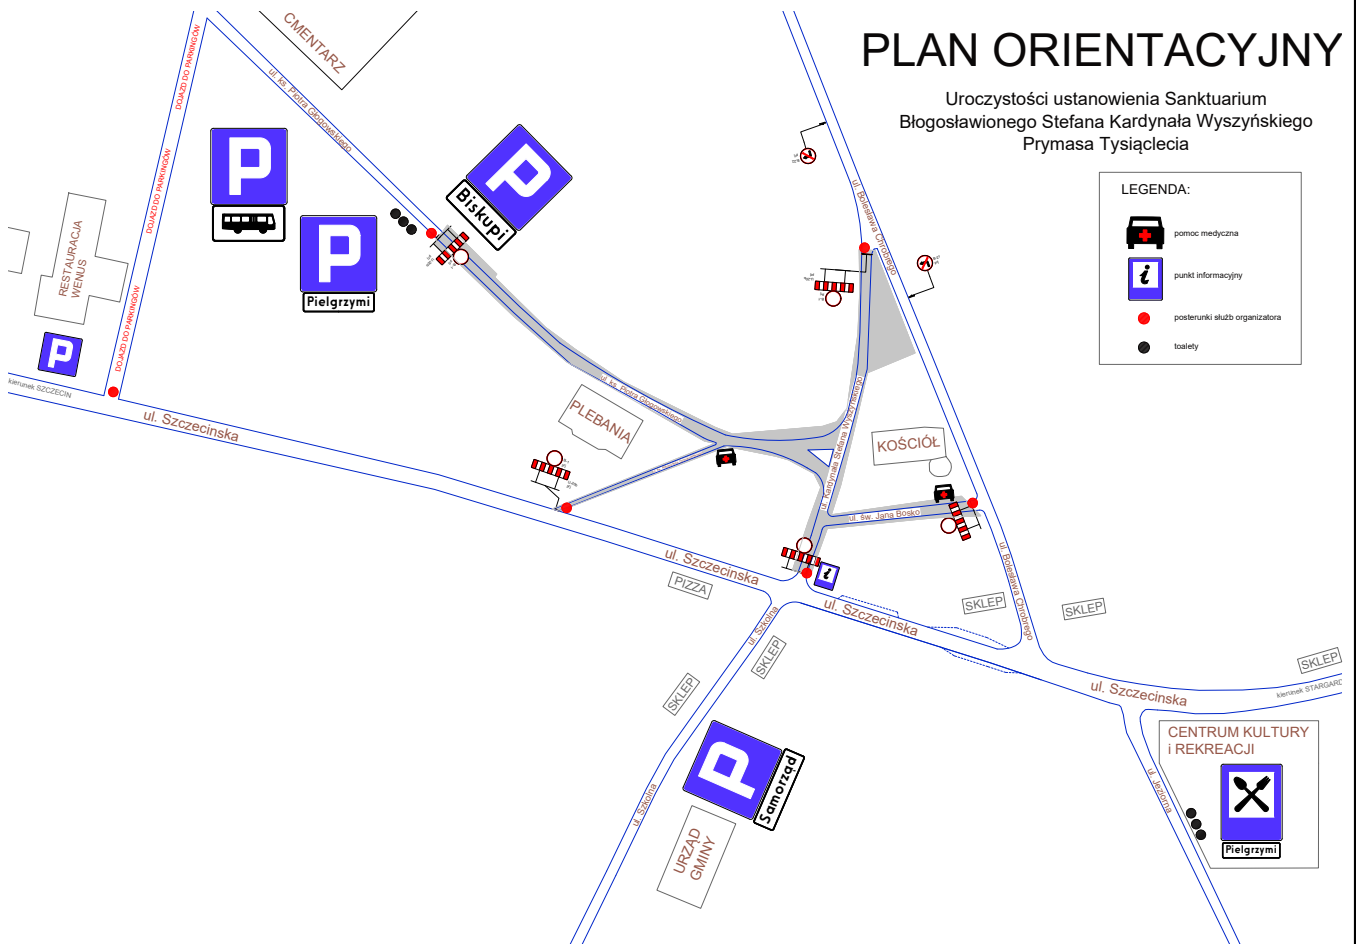 PLAN ORIENTACYJNY
Uroczystości ustanowienia Sanktuarium
Błogosławionego Stefana Kardynała Wyszyńskiego
Prymasa Tysiąclecia
LEGENDA:
pomoc medyczna
i
punkt informacyjny
posterunki służb organizatora
toalety
CMENTARZ
ul. ks. Piotra Głogowskiego
DOJAZD DO PARKINGÓW
DOJAZD DO PARKINGÓW
DOJAZD DO PARKINGÓW
P
P
Pielgrzymi
P
Biskupi
RESTAURACJA
WENUS
P
kierunek SZCZECIN
ul. Szczecinska
ul. Bolesława Chrobrego
ul. ks. Piotra Głogowskiego
PLEBANIA
ul. Kardynała Stefana Wyszyńskiego
KOŚCIÓŁ
ul. św. Jana Bosko
ul. Szczecinska
i
PIZZA
ul. Szkolna
ul. Szczecinska
SKLEP
SKLEP
ul. Bolesława Chrobrego
SKLEP
SKLEP
SKLEP
kierunek STARGARD
ul. Szczecinska
P
Samorząd
ul. Szkolna
URZĄD
GMINY
CENTRUM KULTURY
i REKREACJI
ul. Jeziorna
Pielgrzymi